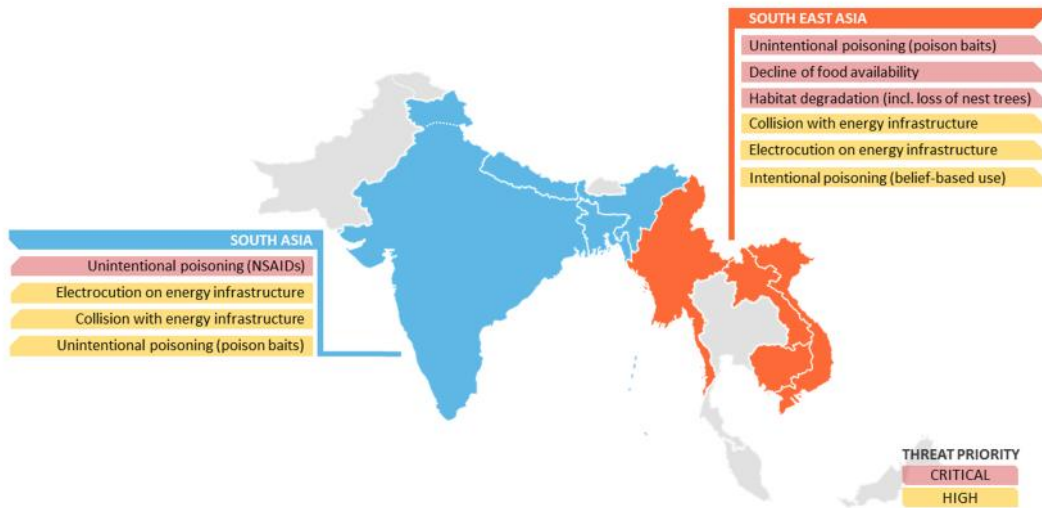 SOUTH EAST ASIA
Unintentional poisoning (poison baits)
Decline of food availability
Habitat degradation (incl. loss of nest trees)
Collision with energy infrastructure
Electrocution on energy infrastructure
Intentional poisoning (belief-based use)
SOUTH ASIA
Unintentional poisoning (NSAIDs)
Electrocution on energy infrastructure
Collision with energy infrastructure
Unintentional poisoning (poison baits)
THREAT PRIORITY
CRITICAL
HIGH